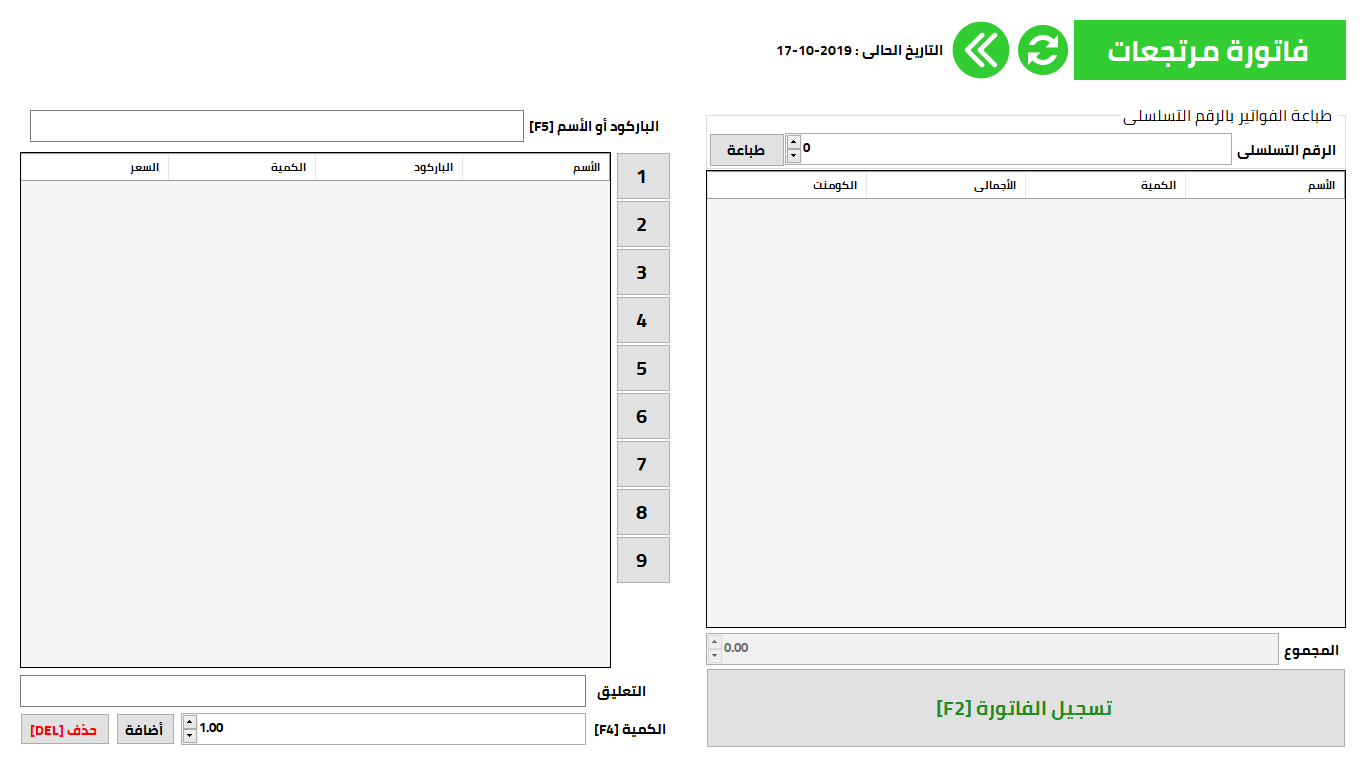 فاتورة مرتجعات
التاريخ الحالى : 2019-10-17
طباعة الفواتير بالرقم التسلسلى
الرقم التسلسلى 0 طباعة
الأسم الكمية الأجمالى الكومنت
المجموع 0.00
تسجيل الفاتورة [F2]
الباركود أو الأسم [F5]
الأسم الباركود الكمية السعر
1
2
3
4
5
6
7
8
9
التعليق
الكمية [F4] 1.00 أضافة حذف [DEL]